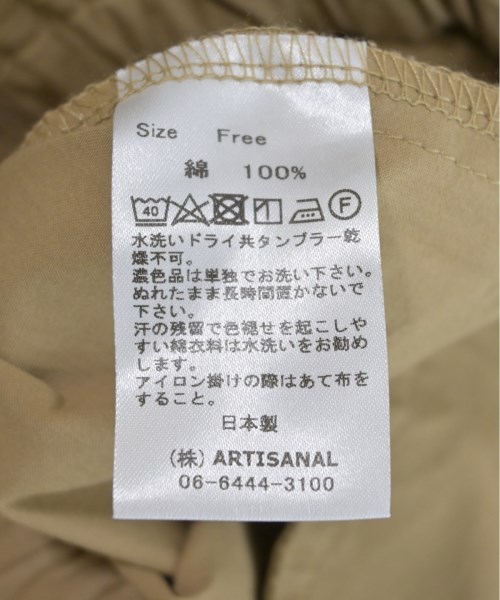 Size Free
綿 100%
40 F
水洗いドライ共タンブラー乾
燥不可。
濃色品は単独でお洗い下さい。
ぬれたまま長時間置かないで
下さい。
汗の残留で色褪せを起こしや
すい綿衣料は水洗いをお勧め
します。
アイロン掛けの際はあて布を
すること。
日本製
(株) ARTISANAL
06-6444-3100